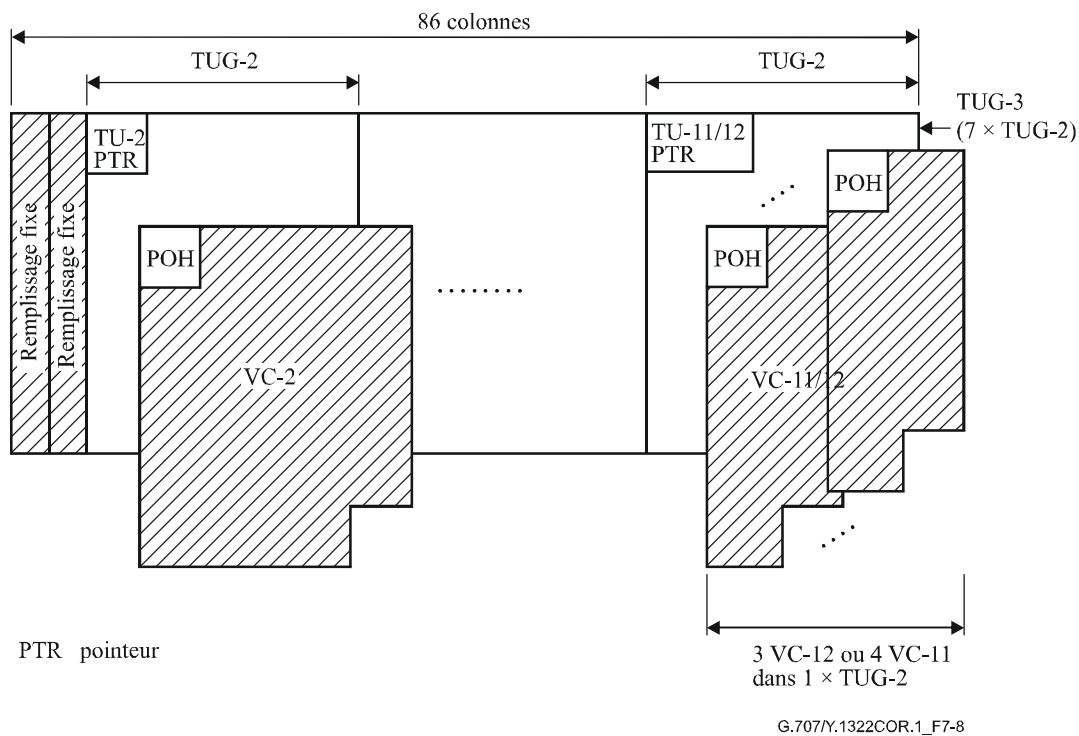 86 colonnes
TUG-2
TUG-2
TUG-3
(7 × TUG-2)
TU-2
PTR
TU-11/12
PTR
POH
POH
POH
Remplissage fixe
Remplissage fixe
VC-2
VC-11/12
PTR pointeur
3 VC-12 ou 4 VC-11
dans 1 × TUG-2
G.707/Y.1322COR.1_F7-8